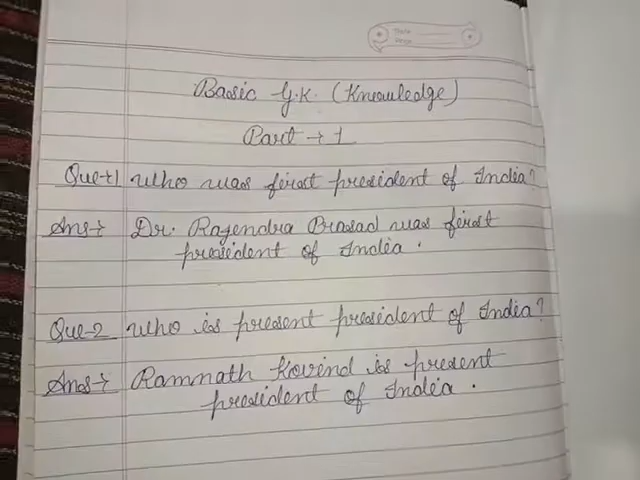 Basic G.K. (Knowledge)
Part → 1
Que→1 who was first president of India?
Ans→ Dr. Rajendra Prasad was first
president of India.
Que-2 who is present president of India?
Ans→ Ramnath Kovind is present
president of India.